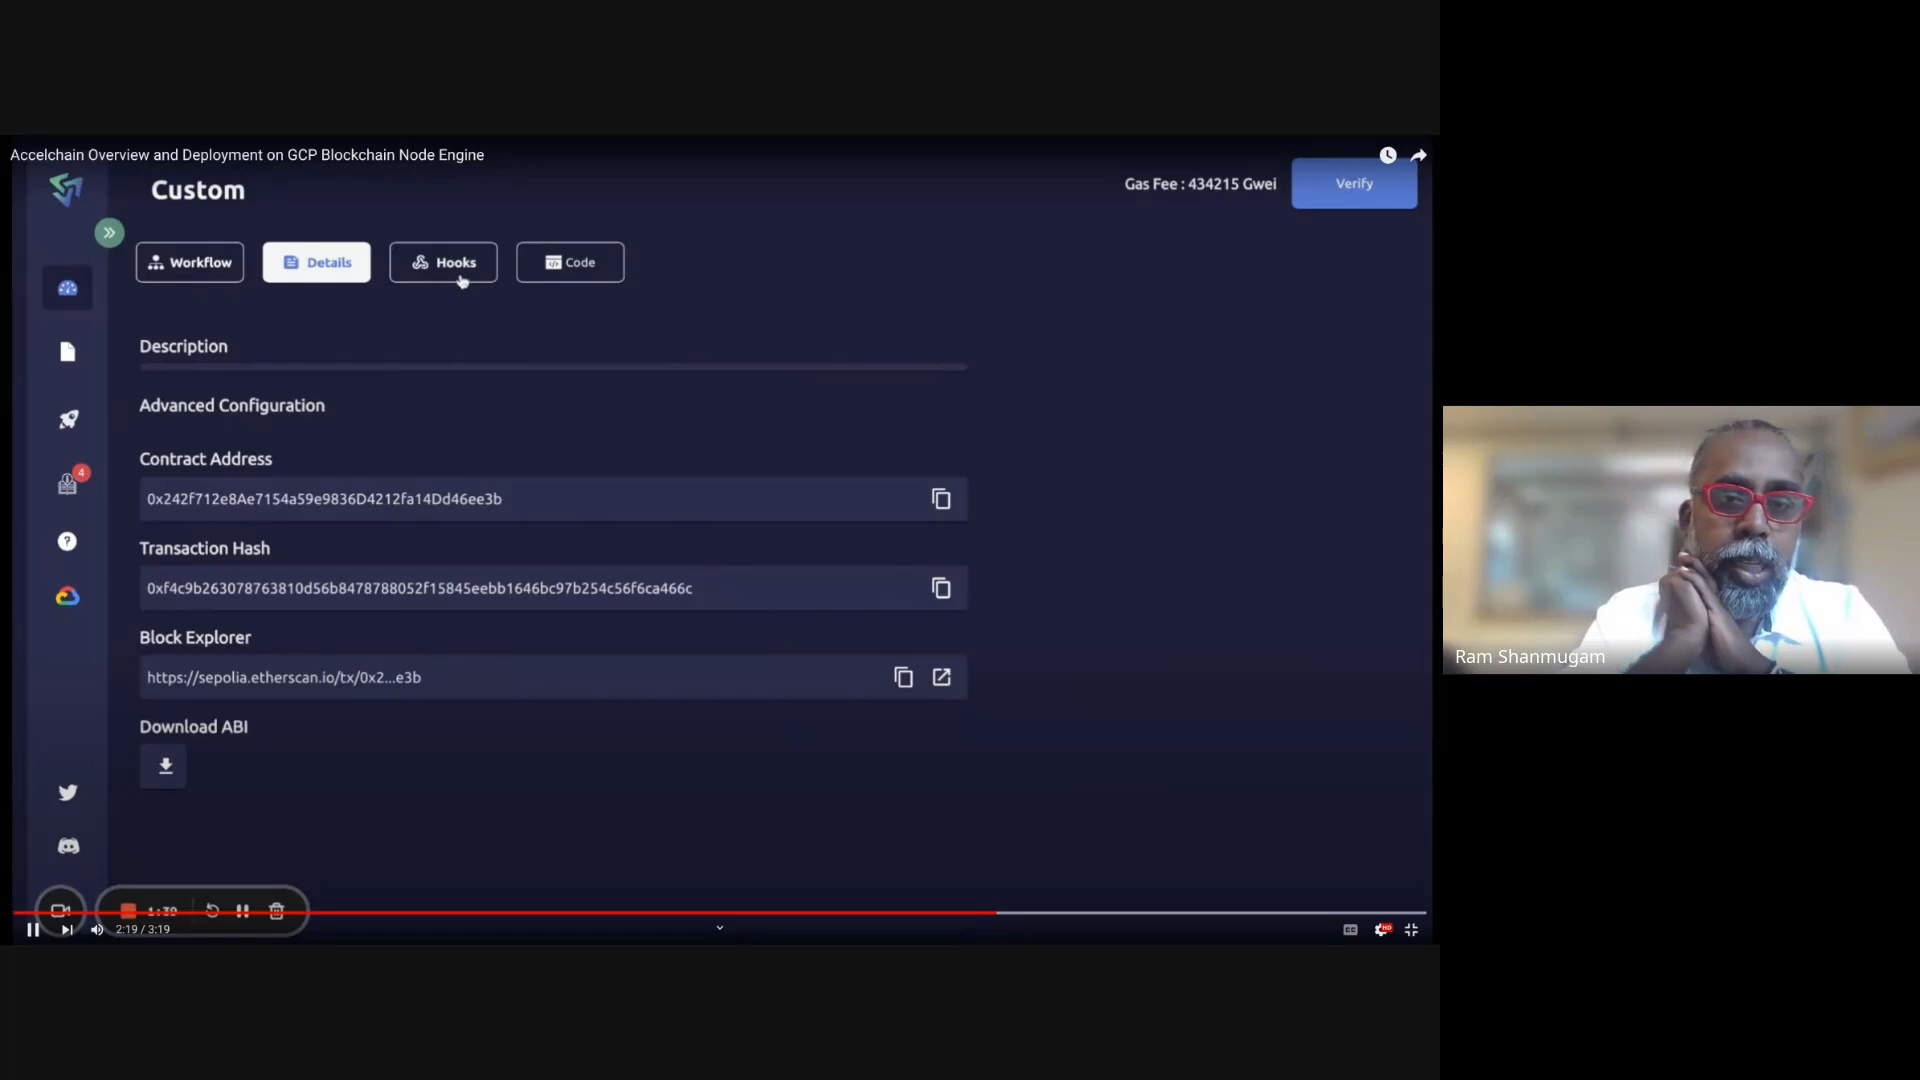 Accelchain Overview and Deployment on GCP Blockchain Node Engine
Custom
Gas Fee : 434215 Gwei
Verify
Workflow
Details
Hooks
Code
Description
Advanced Configuration
Contract Address
0x242f712e8Ae7154a59e9836D4212fa14Dd46ee3b
Transaction Hash
0xf4c9b263078763810d56b8478788052f15845eebb1646bc97b254c56f6ca466c
4
Block Explorer
https://sepolia.etherscan.io/tx/0x2...e3b
Download ABI
2:19 / 3:19
CC
HD
Ram Shanmugam